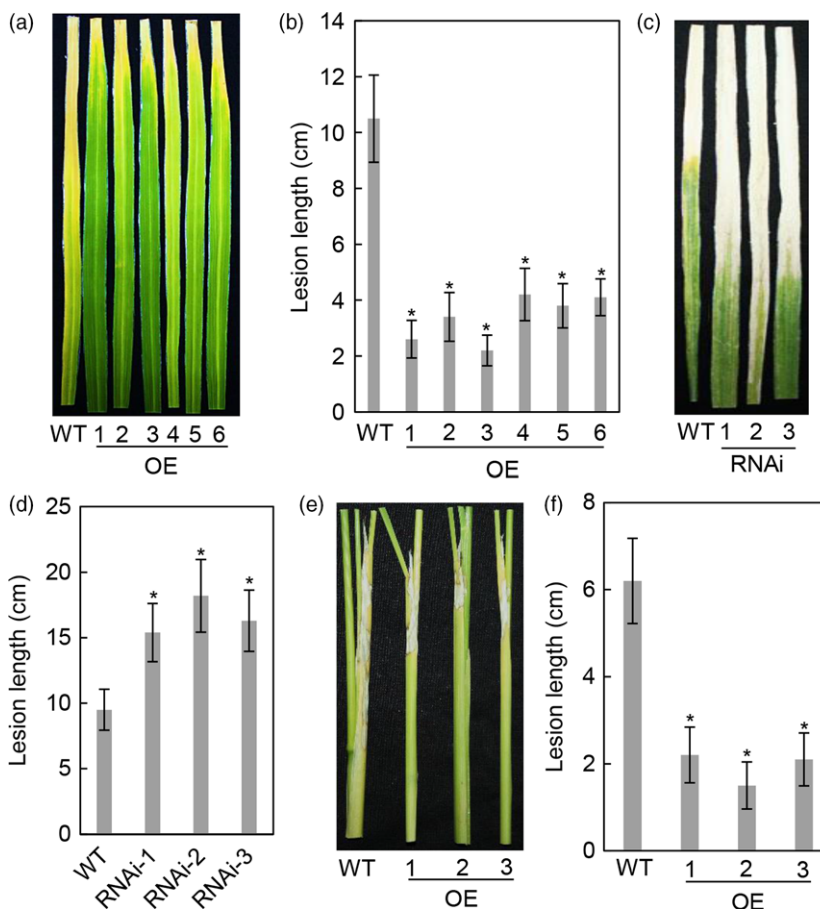 (a)
WT 1 2 3 4 5 6
OE
(b)
Lesion length (cm)
14
12
10
8
6
4
2
0
* * * * * *
WT 1 2 3 4 5 6
OE
(c)
WT 1 2 3
RNAi
(d)
Lesion length (cm)
25
20
15
10
5
0
* * *
WT RNAi-1 RNAi-2 RNAi-3
(e)
WT 1 2 3
OE
(f)
Lesion length (cm)
8
6
4
2
0
* * *
WT 1 2 3
OE